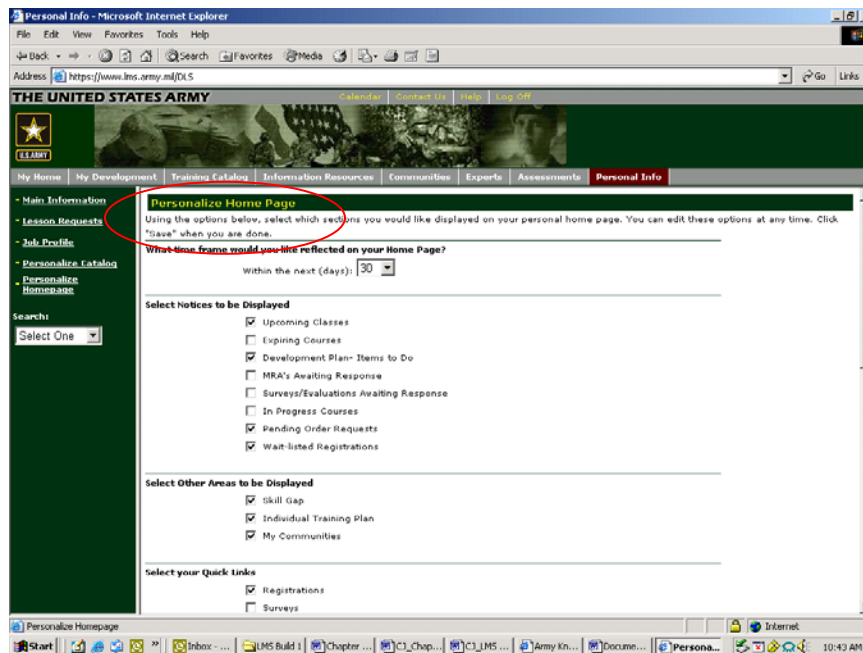 Personal Info - Microsoft Internet Explorer
File Edit View Favorites Tools Help
Back Search Favorites Media
Address https://www.lms.army.mil/DLS Go Links
THE UNITED STATES ARMY Calendar Contact Us Help Log Off
U.S.ARMY
My Home My Development Training Catalog Information Resources Communities Experts Assessments Personal Info
Main Information
Lesson Requests
Job Profile
Personalize Catalog
Personalize
Homepage
Search:
Select One
Personalize Home Page
Using the options below, select which sections you would like displayed on your personal home page. You can edit these options at any time. Click
"Save" when you are done.
What time frame would you like reflected on your Home Page?
Within the next (days): 30
Select Notices to be Displayed
Upcoming Classes
Expiring Courses
Development Plan- Items to Do
MRA's Awaiting Response
Surveys/Evaluations Awaiting Response
In Progress Courses
Pending Order Requests
Wait-listed Registrations
Select Other Areas to be Displayed
Skill Gap
Individual Training Plan
My Communities
Select your Quick Links
Registrations
Surveys
Personalize Homepage Internet
Start Inbox - ... LMS Build 1 Chapter ... CJ_Chap... CJ_LMS ... Army Kn... Docume... Persona... 10:43 AM